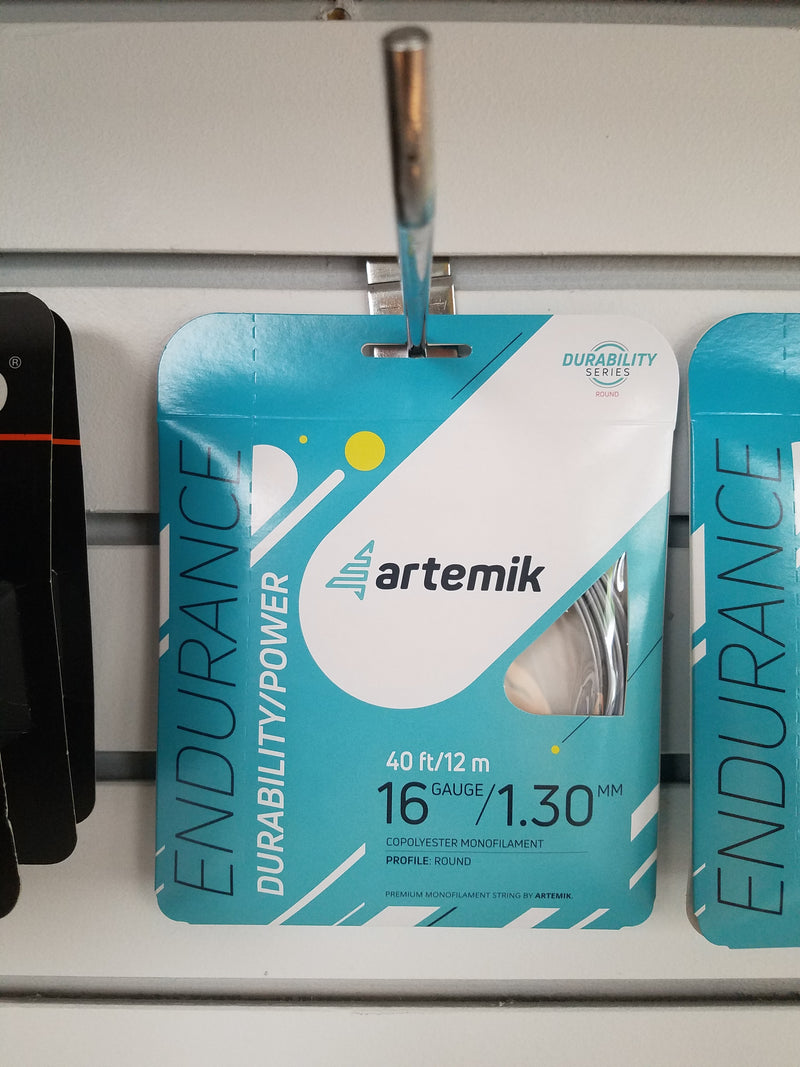 ®
DURABILITY
SERIES
ROUND
ENDURANCE
DURABILITY/POWER
artemik
40 ft/12 m
16 GAUGE/1.30 MM
COPOLYESTER MONOFILAMENT
PROFILE: ROUND
PREMIUM MONOFILAMENT STRING BY ARTEMIK.
ENDURANCE